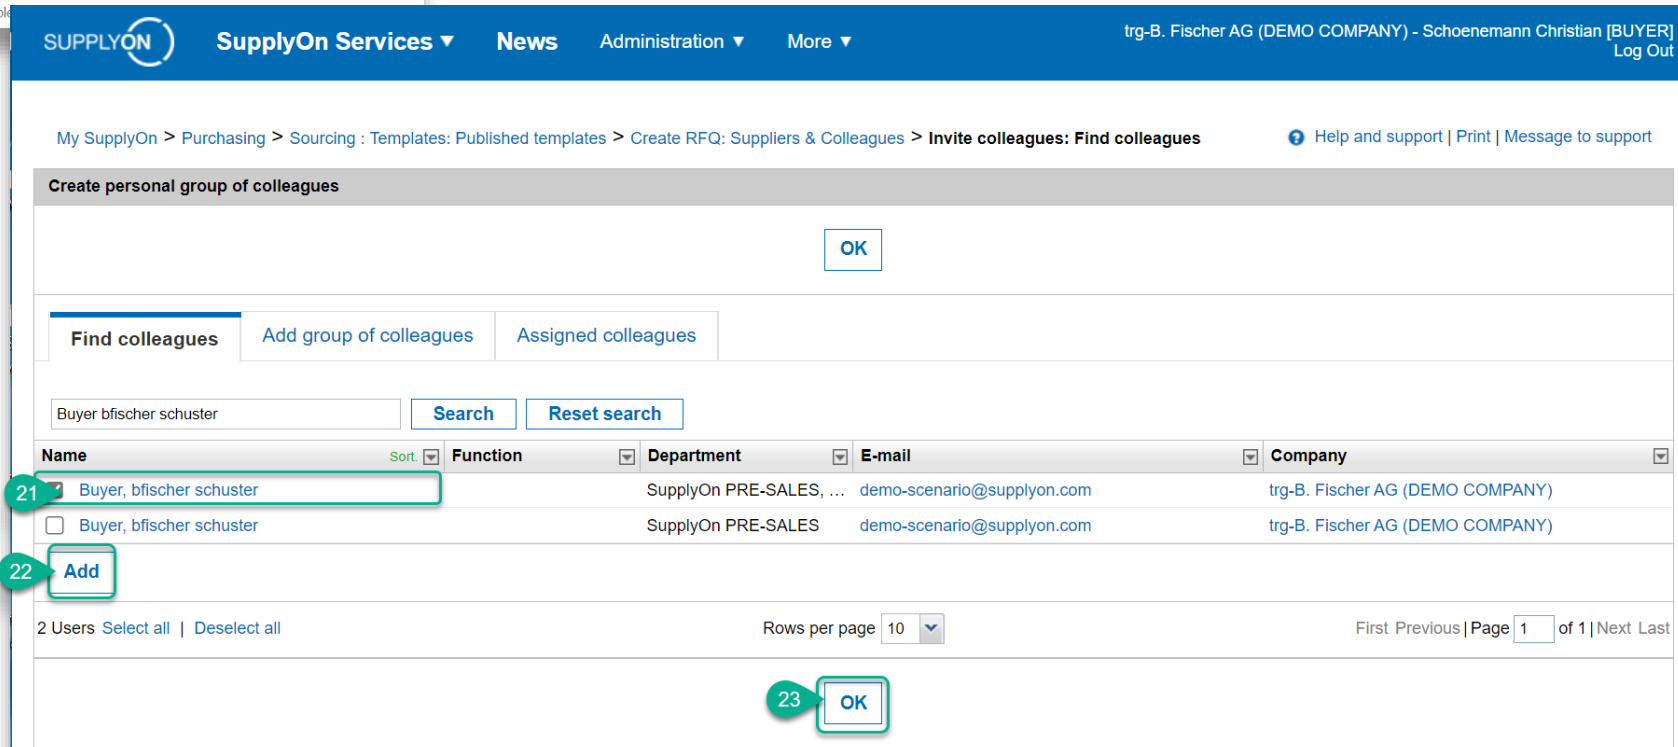 SUPPLYON
SupplyOn Services ▼ News Administration ▼ More ▼
trg-B. Fischer AG (DEMO COMPANY) - Schoenemann Christian [BUYER]
Log Out
My SupplyOn > Purchasing > Sourcing : Templates: Published templates > Create RFQ: Suppliers & Colleagues > Invite colleagues: Find colleagues
? Help and support | Print | Message to support
Create personal group of colleagues
OK
Find colleagues Add group of colleagues Assigned colleagues
Buyer bfischer schuster Search Reset search
Name Sort. Function Department E-mail Company
21 Buyer, bfischer schuster SupplyOn PRE-SALES, ... demo-scenario@supplyon.com trg-B. Fischer AG (DEMO COMPANY)
Buyer, bfischer schuster SupplyOn PRE-SALES demo-scenario@supplyon.com trg-B. Fischer AG (DEMO COMPANY)
22 Add
2 Users Select all | Deselect all Rows per page 10 First Previous | Page 1 of 1 | Next Last
23 OK